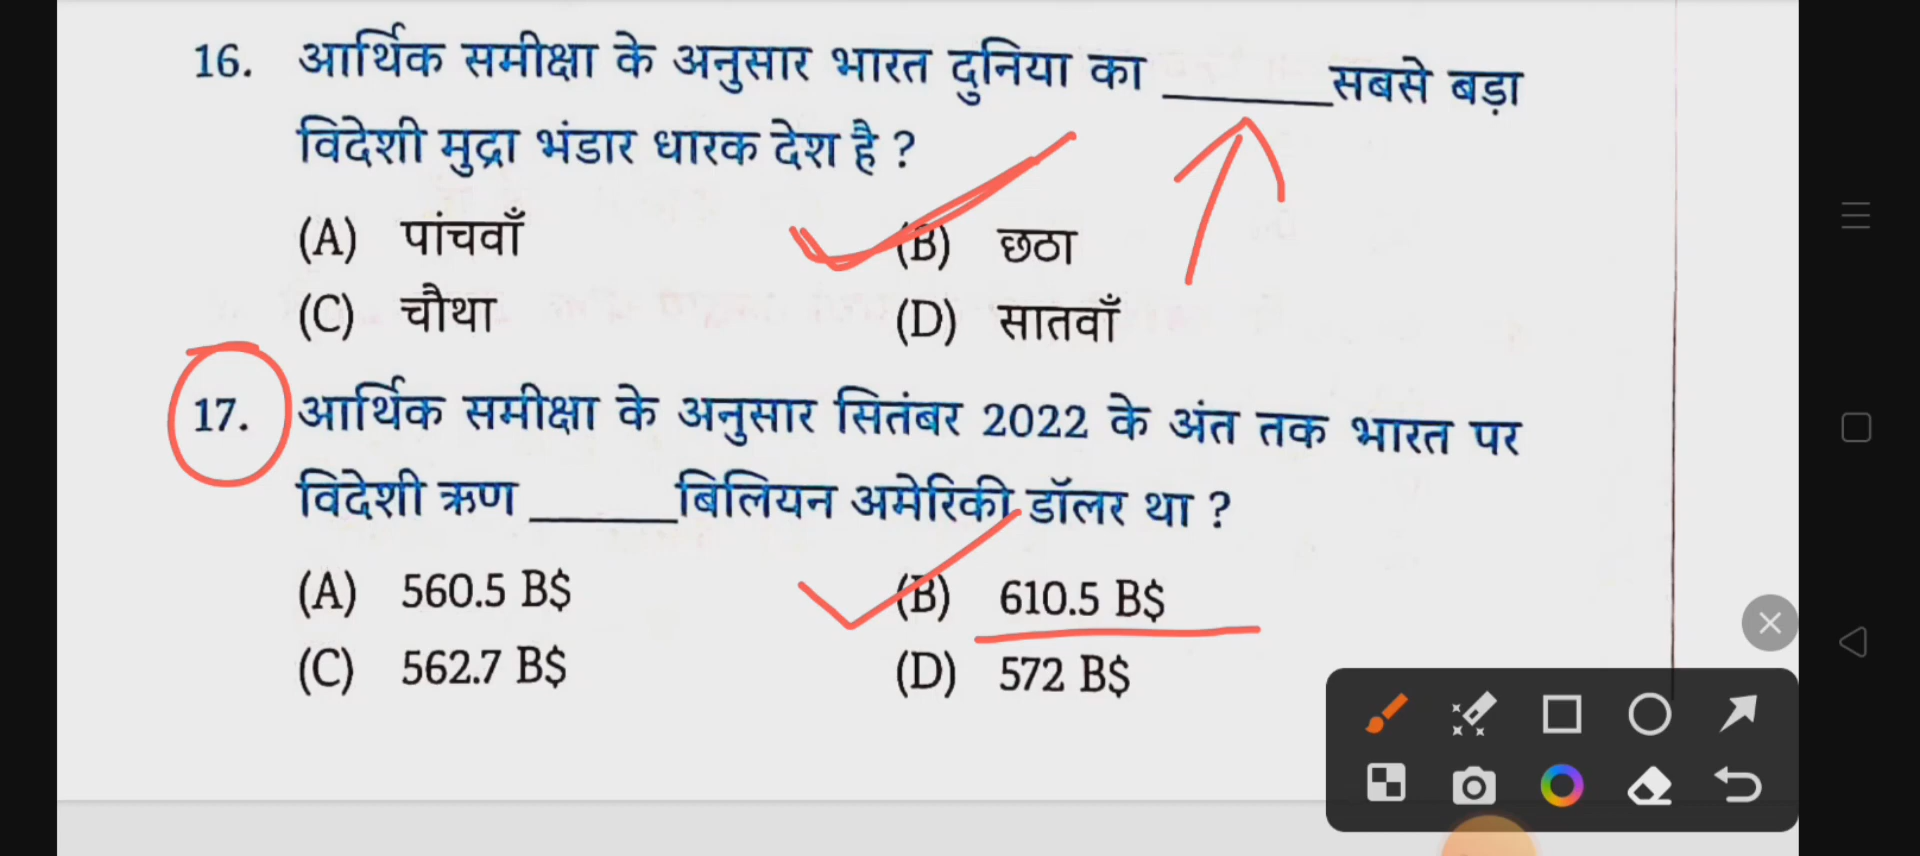 16. आर्थिक समीक्षा के अनुसार भारत दुनिया का ______ सबसे बड़ा
विदेशी मुद्रा भंडार धारक देश है ?
(A) पांचवाँ (B) छठा
(C) चौथा (D) सातवाँ
17. आर्थिक समीक्षा के अनुसार सितंबर 2022 के अंत तक भारत पर
विदेशी ऋण ______ बिलियन अमेरिकी डॉलर था ?
(A) 560.5 B$ (B) 610.5 B$
(C) 562.7 B$ (D) 572 B$